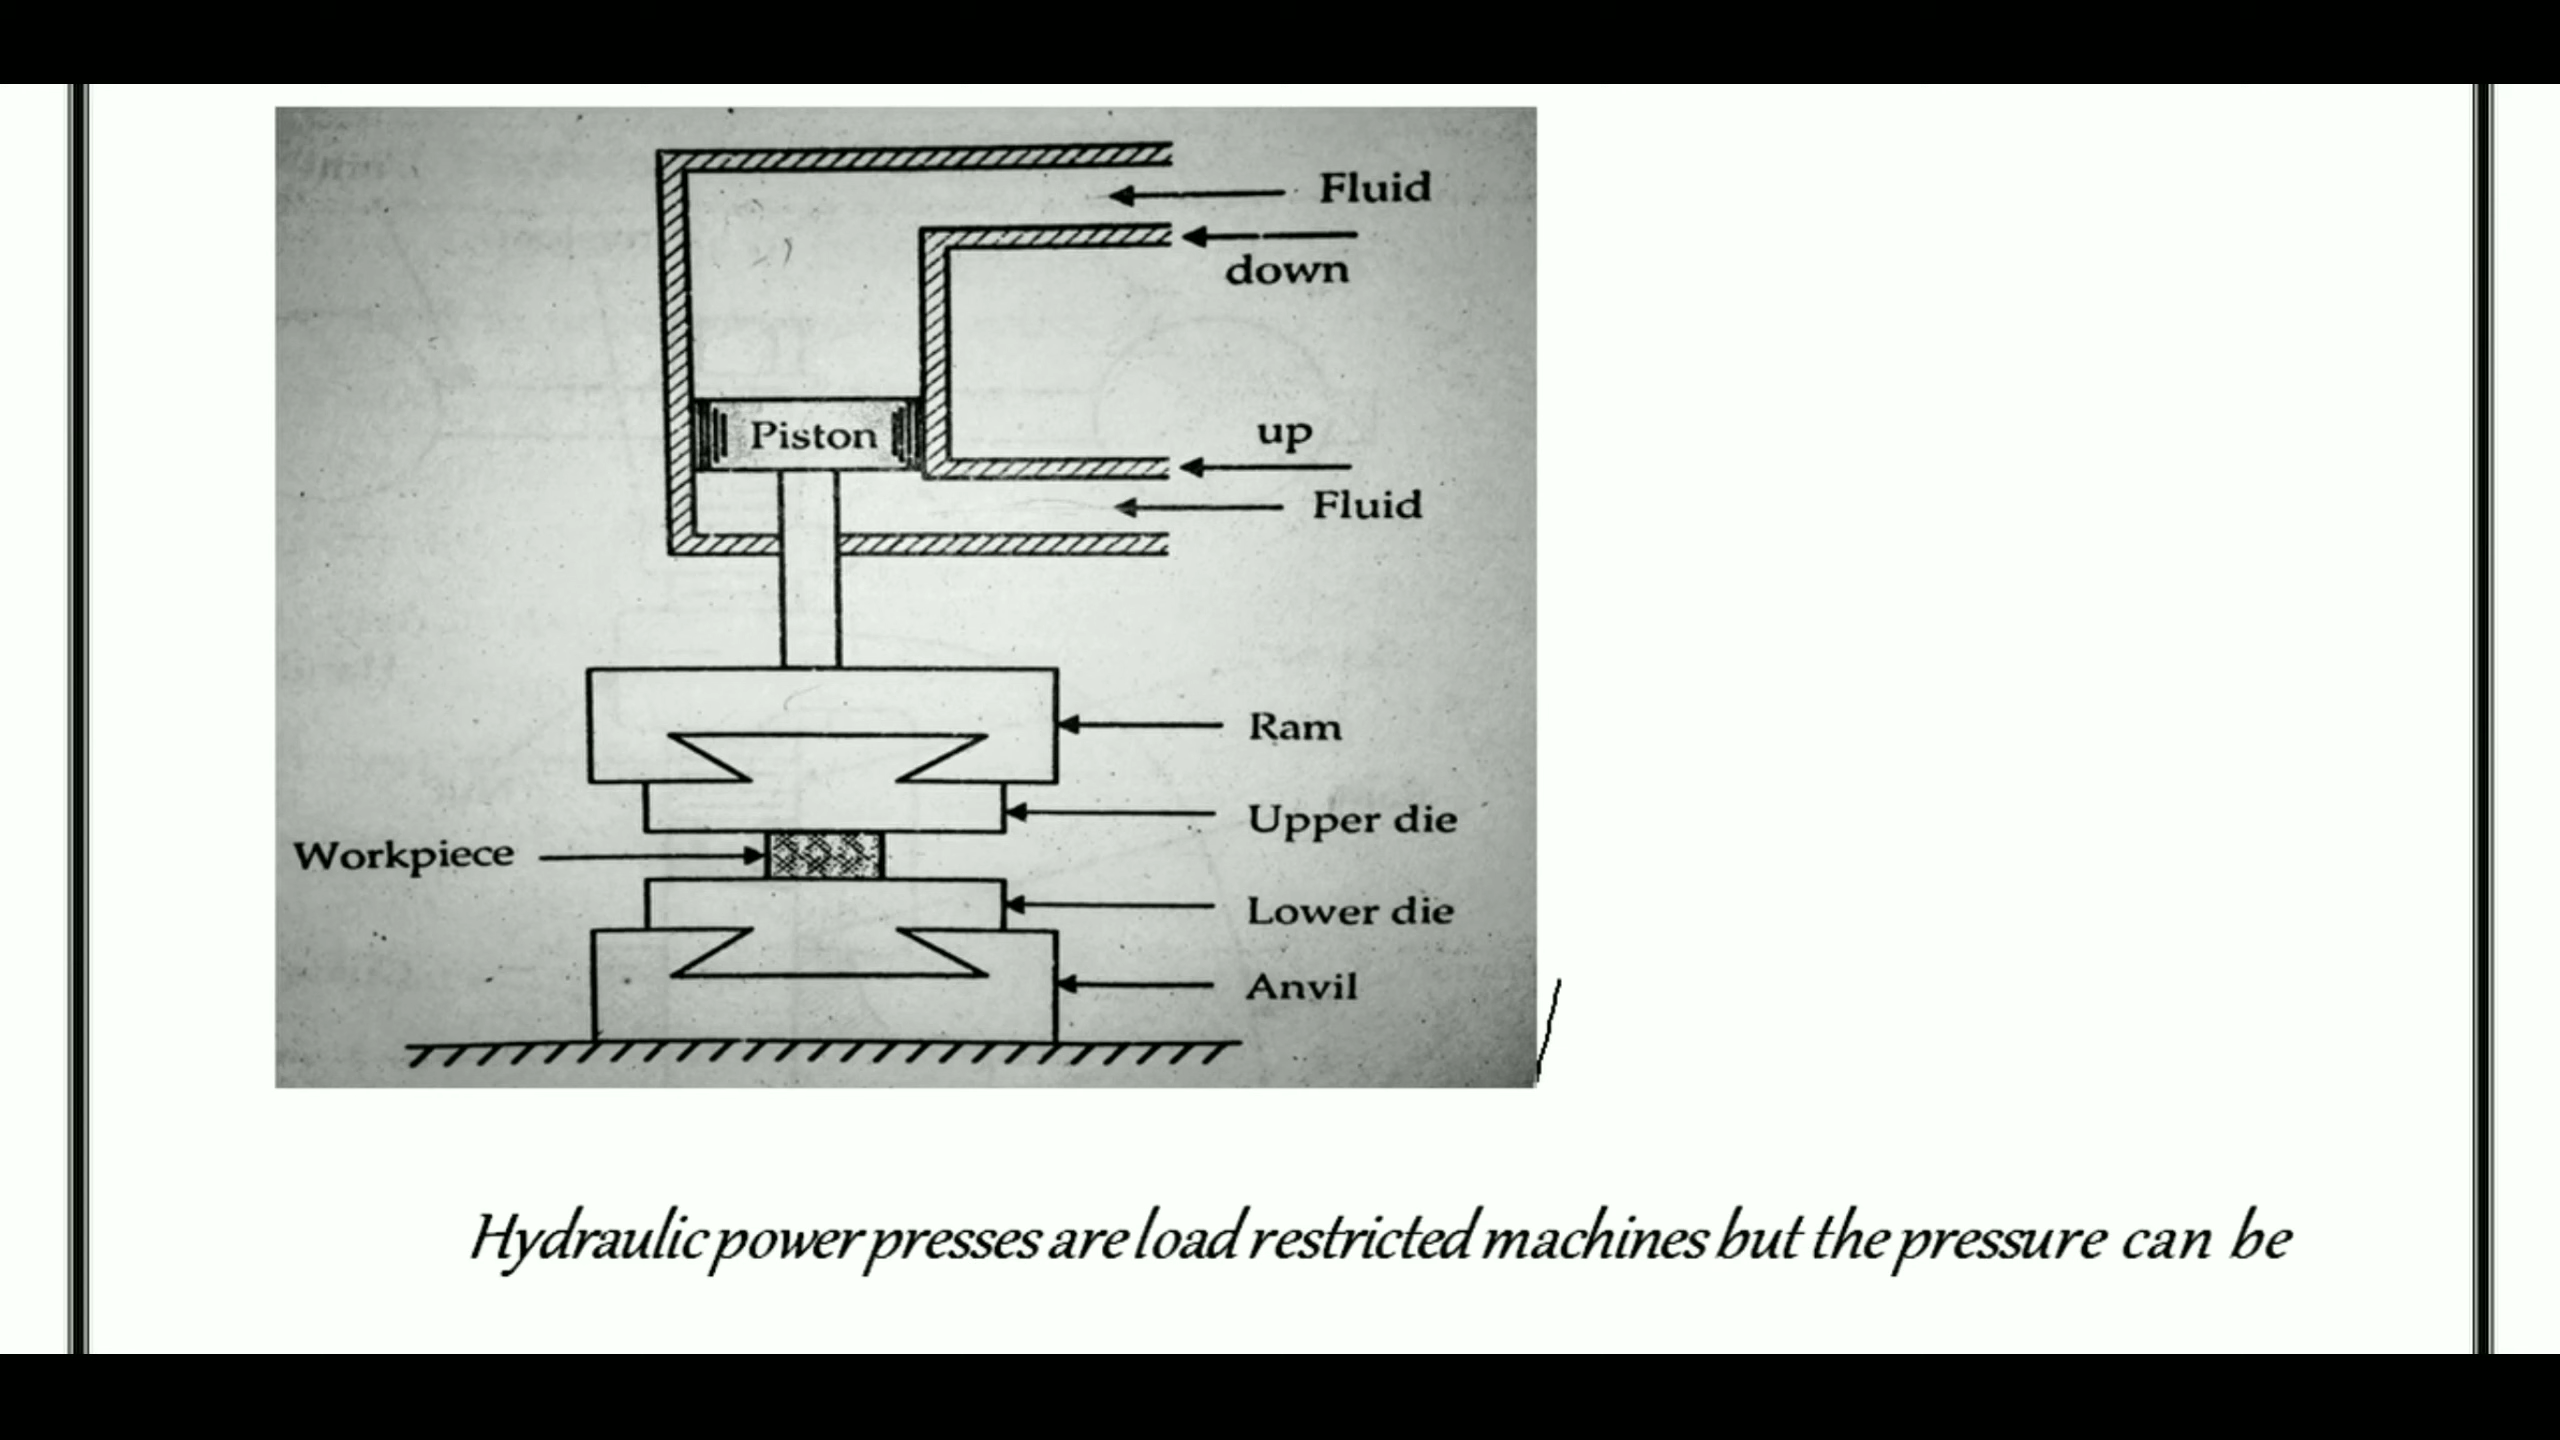 Fluid
down
Piston
up
Fluid
Ram
Upper die
Workpiece
Lower die
Anvil
Hydraulic power presses are load restricted machines but the pressure can be